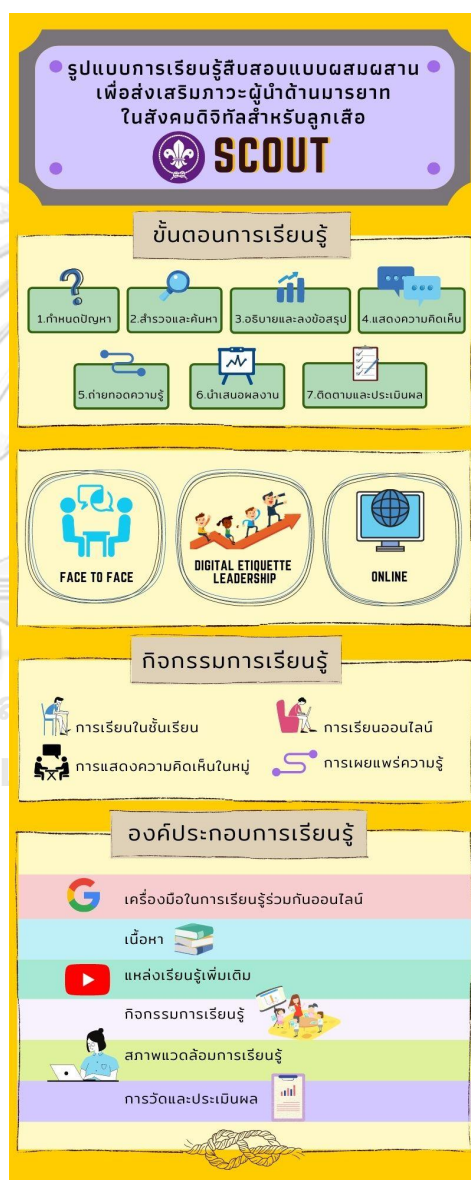 รูปแบบการเรียนรู้สืบสอบแบบผสมผสาน
เพื่อส่งเสริมภาวะผู้นำด้านมารยาท
ในสังคมดิจิทัลสำหรับลูกเสือ
SCOUT
ขั้นตอนการเรียนรู้
1.กำหนดปัญหา
2.สำรวจและค้นหา
3.อธิบายและลงข้อสรุป
4.แสดงความคิดเห็น
5.ถ่ายทอดความรู้
6.นำเสนอผลงาน
7.ติดตามและประเมินผล
FACE TO FACE
DIGITAL ETIQUETTE
LEADERSHIP
ONLINE
กิจกรรมการเรียนรู้
การเรียนในชั้นเรียน
การเรียนออนไลน์
การแสดงความคิดเห็นในหมู่
การเผยแพร่ความรู้
องค์ประกอบการเรียนรู้
เครื่องมือในการเรียนรู้ร่วมกันออนไลน์
เนื้อหา
แหล่งเรียนรู้เพิ่มเติม
กิจกรรมการเรียนรู้
สภาพแวดล้อมการเรียนรู้
การวัดและประเมินผล